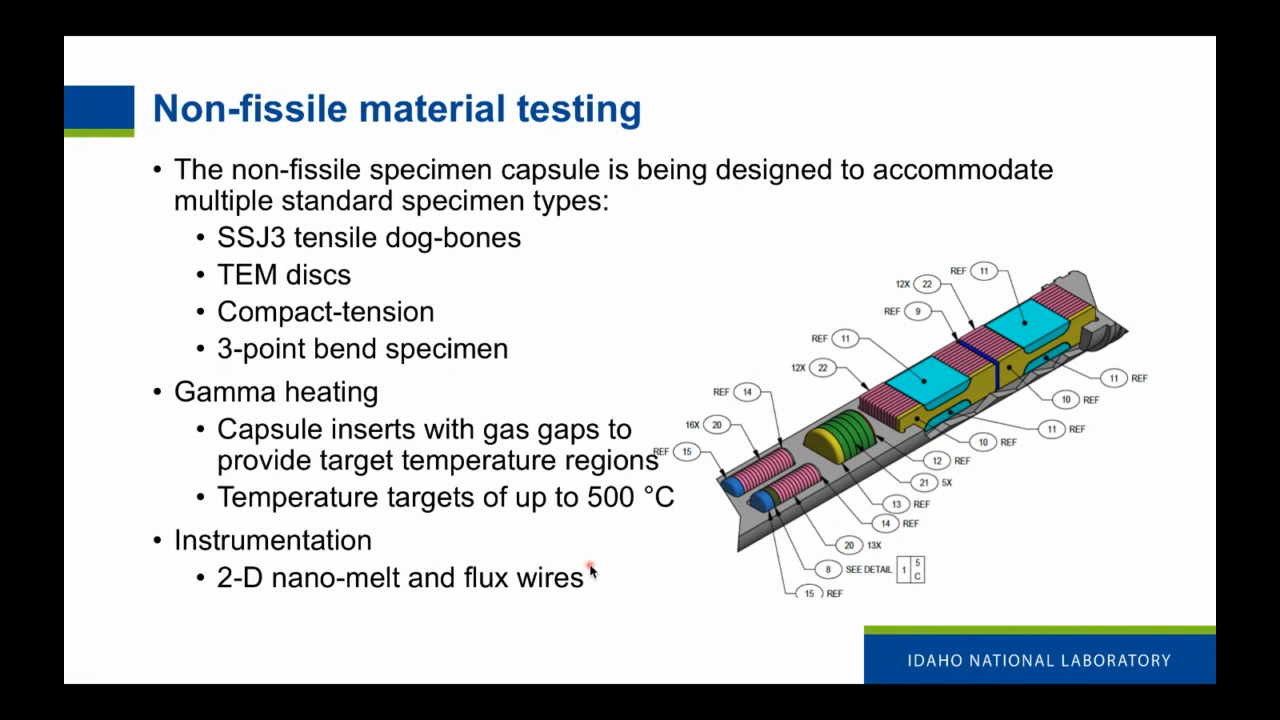 Non-fissile material testing
• The non-fissile specimen capsule is being designed to accommodate
multiple standard specimen types:
• SSJ3 tensile dog-bones
• TEM discs
• Compact-tension
• 3-point bend specimen
• Gamma heating
• Capsule inserts with gas gaps to
provide target temperature regions
• Temperature targets of up to 500 °C
• Instrumentation
• 2-D nano-melt and flux wires
REF 11
12X 22
REF 9
REF 11
12X 22
REF 14
16X 20
REF 15
11 REF
10 REF
11 REF
10 REF
12 REF
21 5X
13 REF
14 REF
20 13X
8 SEE DETAIL 1 5 C
15 REF
IDAHO NATIONAL LABORATORY